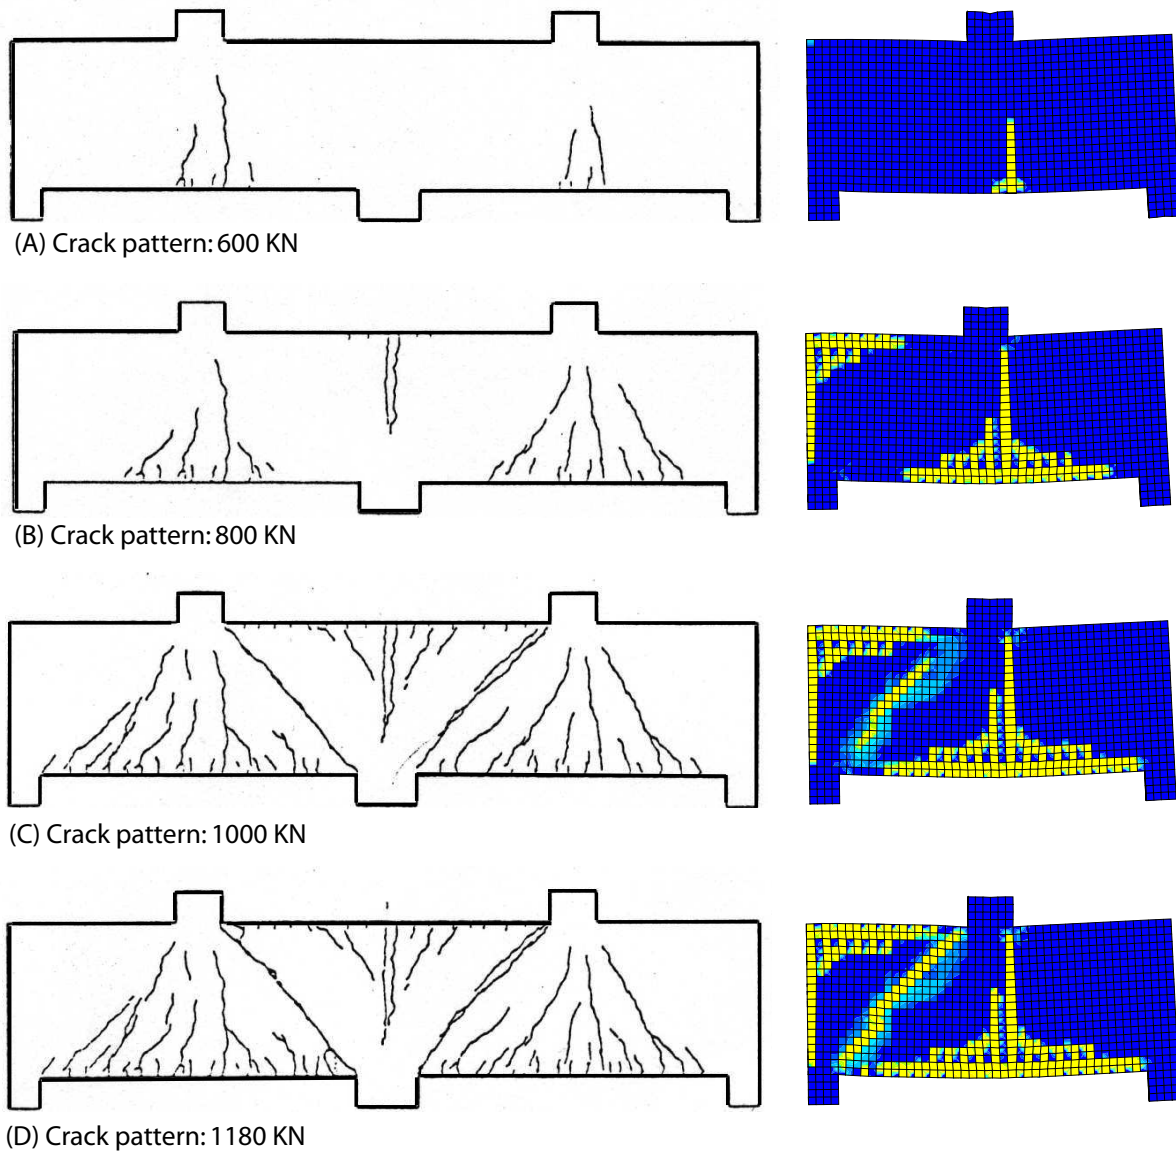 (A) Crack pattern: 600 KN
(B) Crack pattern: 800 KN
(C) Crack pattern: 1000 KN
(D) Crack pattern: 1180 KN